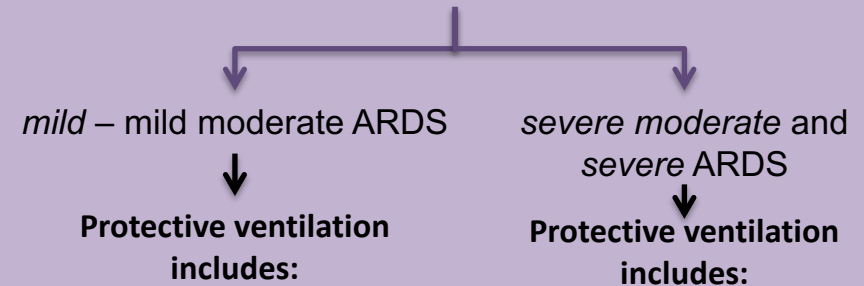 mild – mild moderate ARDS
Protective ventilation
includes:
severe moderate and
severe ARDS
Protective ventilation
includes: